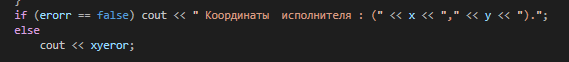 }
if (erorr == false) cout << " Координаты  исполнителя : (" << x << "," << y << ").";
else
    cout << xyeror;